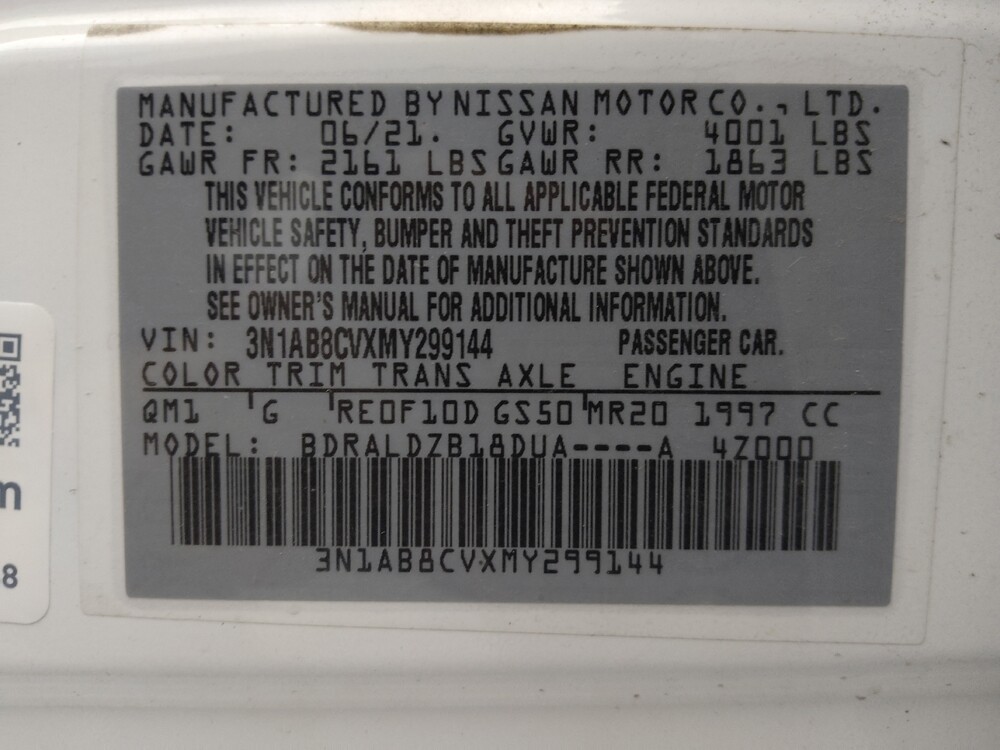 MANUFACTURED BY NISSAN MOTOR CO., LTD.
DATE: 06/21. GVWR: 4001 LBS
GAWR FR: 2161 LBS GAWR RR: 1863 LBS
THIS VEHICLE CONFORMS TO ALL APPLICABLE FEDERAL MOTOR
VEHICLE SAFETY, BUMPER AND THEFT PREVENTION STANDARDS
IN EFFECT ON THE DATE OF MANUFACTURE SHOWN ABOVE.
SEE OWNER'S MANUAL FOR ADDITIONAL INFORMATION.
VIN: 3N1AB8CVXMY299144 PASSENGER CAR.
COLOR TRIM TRANS AXLE ENGINE
QM1 G RE0F10D GS50 MR20 1997 CC
MODEL: BDRALDZB18DUA----A 4Z000
3N1AB8CVXMY299144